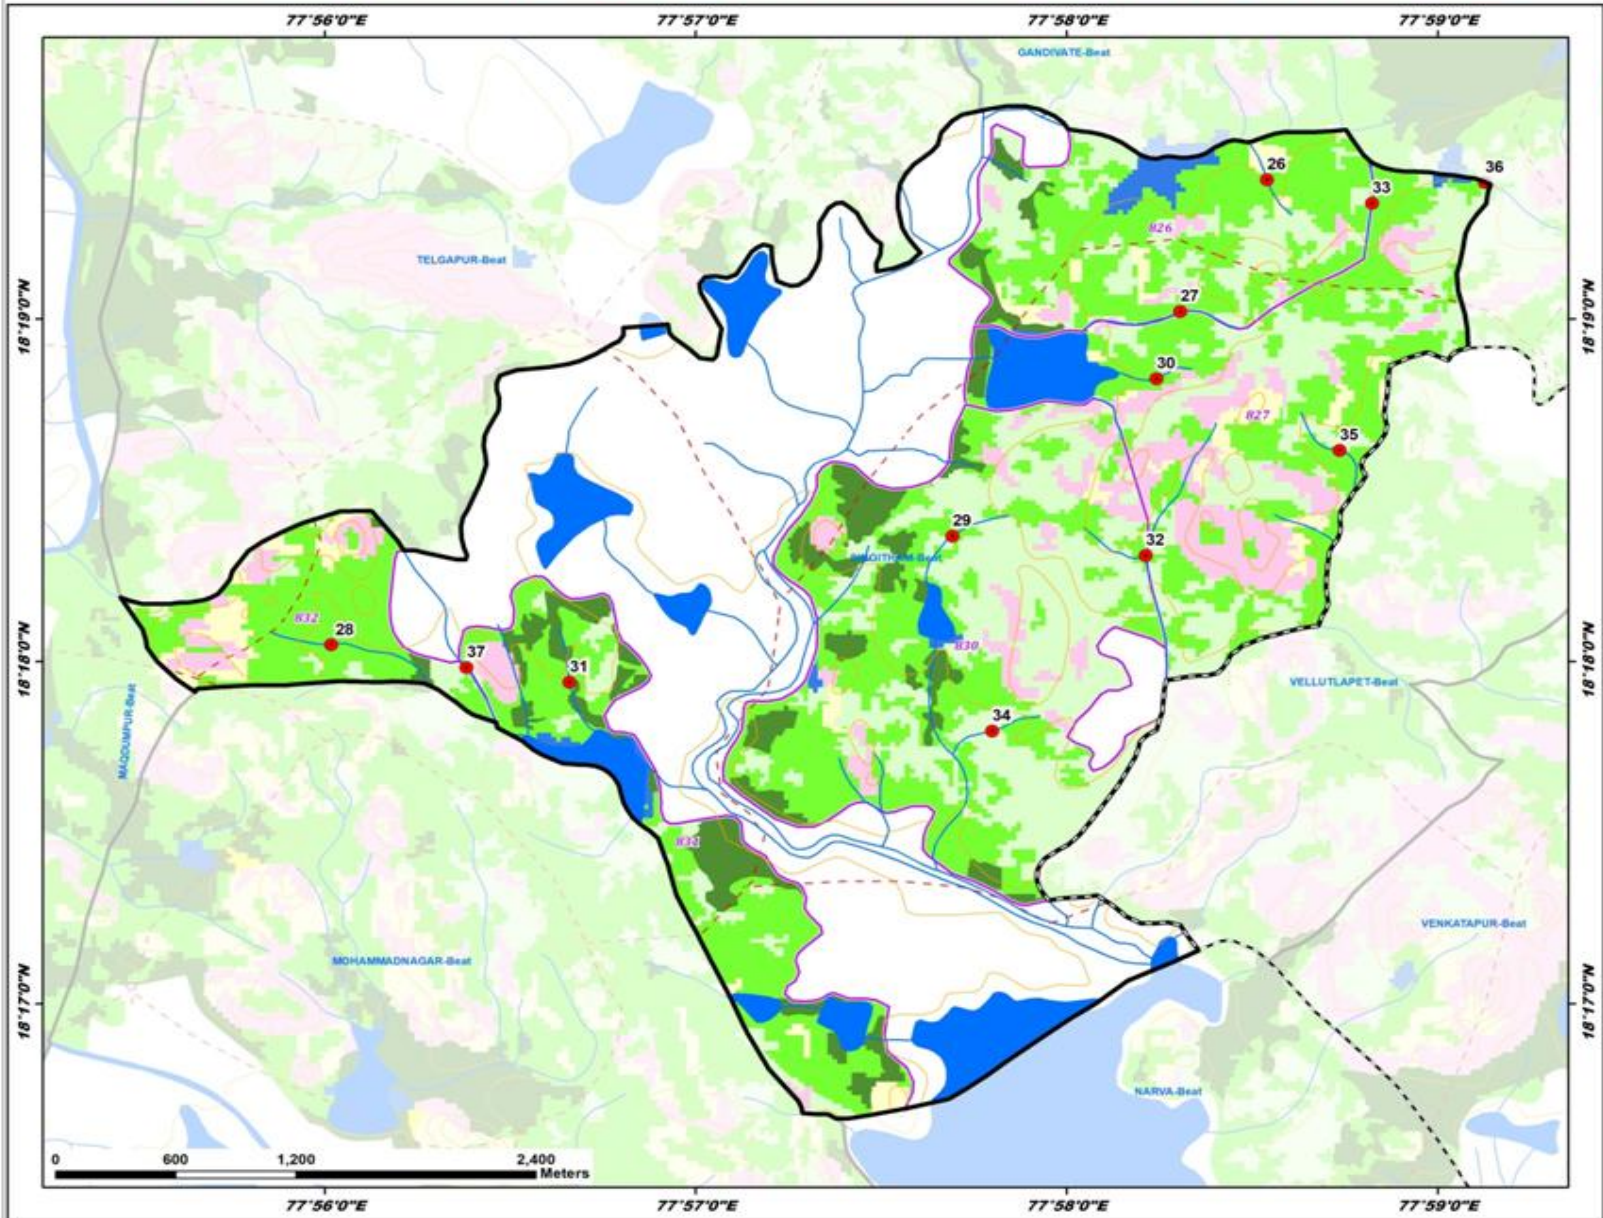 77°56'0"E
77°57'0"E
77°58'0"E
77°59'0"E
GANDIVATE-Beat
26
36
33
826
TELGAPUR-Beat
18°19'0"N
27
18°19'0"N
30
827
35
29
32
SINGITHAM-Beat
832
28
37
31
830
18°18'0"N
18°18'0"N
VELLUTLAPET-Beat
MAQDUMPUR-Beat
34
831
VENKATAPUR-Beat
MOHAMMADNAGAR-Beat
18°17'0"N
18°17'0"N
NARVA-Beat
0 600 1,200 2,400
Meters
77°56'0"E
77°57'0"E
77°58'0"E
77°59'0"E